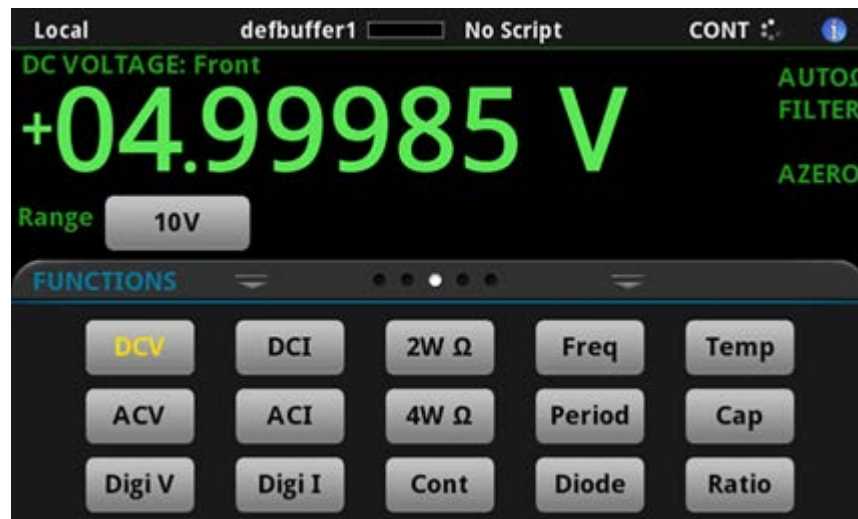 Local defbuffer1 No Script CONT i
DC VOLTAGE: Front
+04.99985 V
AUTOΩ
FILTER
AZERO
Range 10V
FUNCTIONS
DCV DCI 2W Ω Freq Temp
ACV ACI 4W Ω Period Cap
Digi V Digi I Cont Diode Ratio